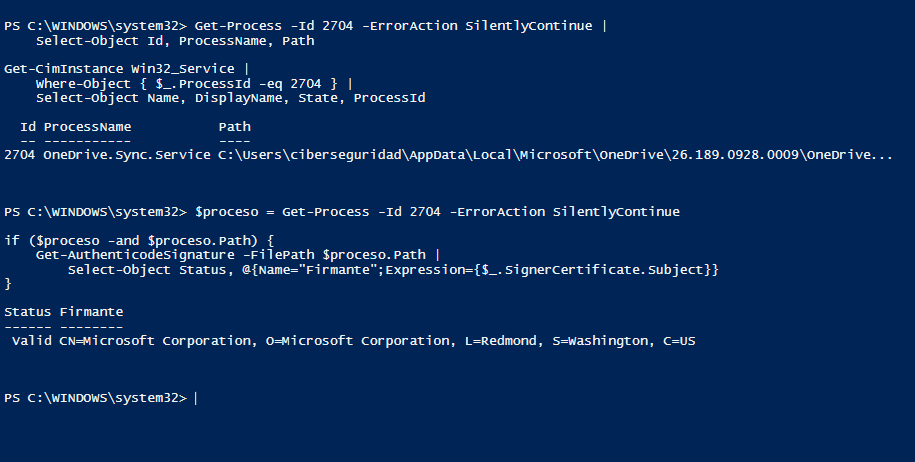 PS C:\WINDOWS\system32> Get-Process -Id 2704 -ErrorAction SilentlyContinue |
    Select-Object Id, ProcessName, Path
Get-CimInstance Win32_Service |
    Where-Object { $_.ProcessId -eq 2704 } |
    Select-Object Name, DisplayName, State, ProcessId
  Id ProcessName           Path
  -- -----------           ----
2704 OneDrive.Sync.Service C:\Users\ciberseguridad\AppData\Local\Microsoft\OneDrive\26.189.0928.0009\OneDrive...
PS C:\WINDOWS\system32> $proceso = Get-Process -Id 2704 -ErrorAction SilentlyContinue
if ($proceso -and $proceso.Path) {
    Get-AuthenticodeSignature -FilePath $proceso.Path |
        Select-Object Status, @{Name="Firmante";Expression={$_.SignerCertificate.Subject}}
}
Status Firmante
------ --------
 Valid CN=Microsoft Corporation, O=Microsoft Corporation, L=Redmond, S=Washington, C=US
PS C:\WINDOWS\system32>